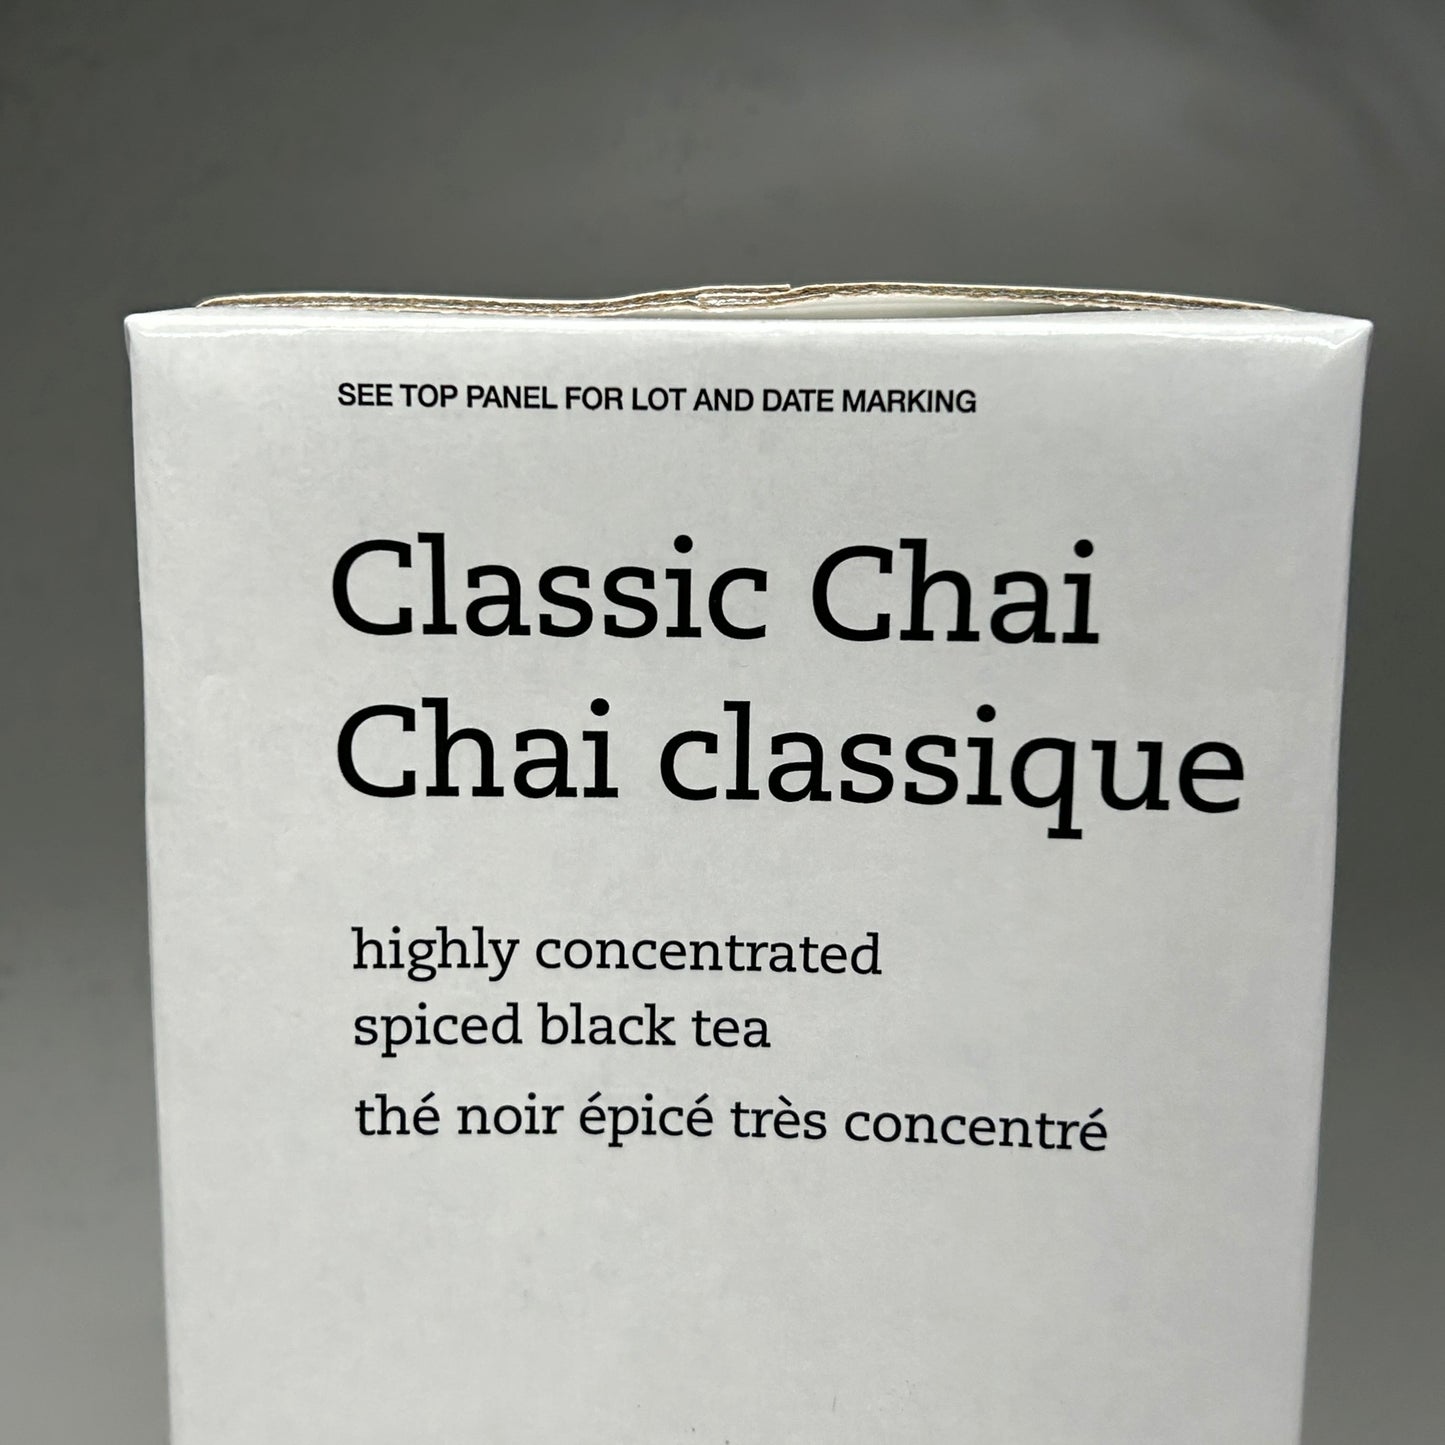 SEE TOP PANEL FOR LOT AND DATE MARKING
Classic Chai
Chai classique
highly concentrated
spiced black tea
thé noir épicé très concentré